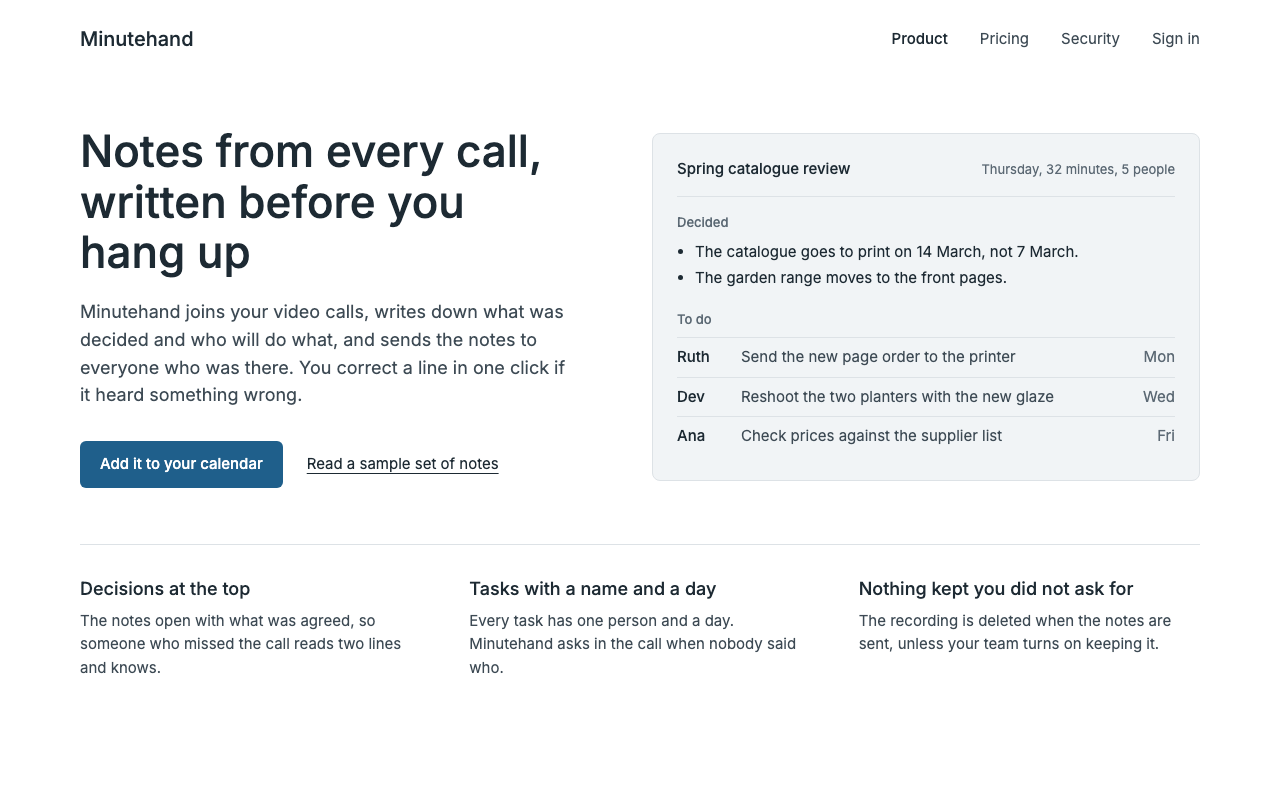 Minutehand
Product Pricing Security Sign in
Notes from every call,
written before you
hang up
Minutehand joins your video calls, writes down what was
decided and who will do what, and sends the notes to
everyone who was there. You correct a line in one click if
it heard something wrong.
Add it to your calendar
Read a sample set of notes
Spring catalogue review
Thursday, 32 minutes, 5 people
Decided
• The catalogue goes to print on 14 March, not 7 March.
• The garden range moves to the front pages.
To do
Ruth Send the new page order to the printer Mon
Dev Reshoot the two planters with the new glaze Wed
Ana Check prices against the supplier list Fri
Decisions at the top
The notes open with what was agreed, so
someone who missed the call reads two lines
and knows.
Tasks with a name and a day
Every task has one person and a day.
Minutehand asks in the call when nobody said
who.
Nothing kept you did not ask for
The recording is deleted when the notes are
sent, unless your team turns on keeping it.